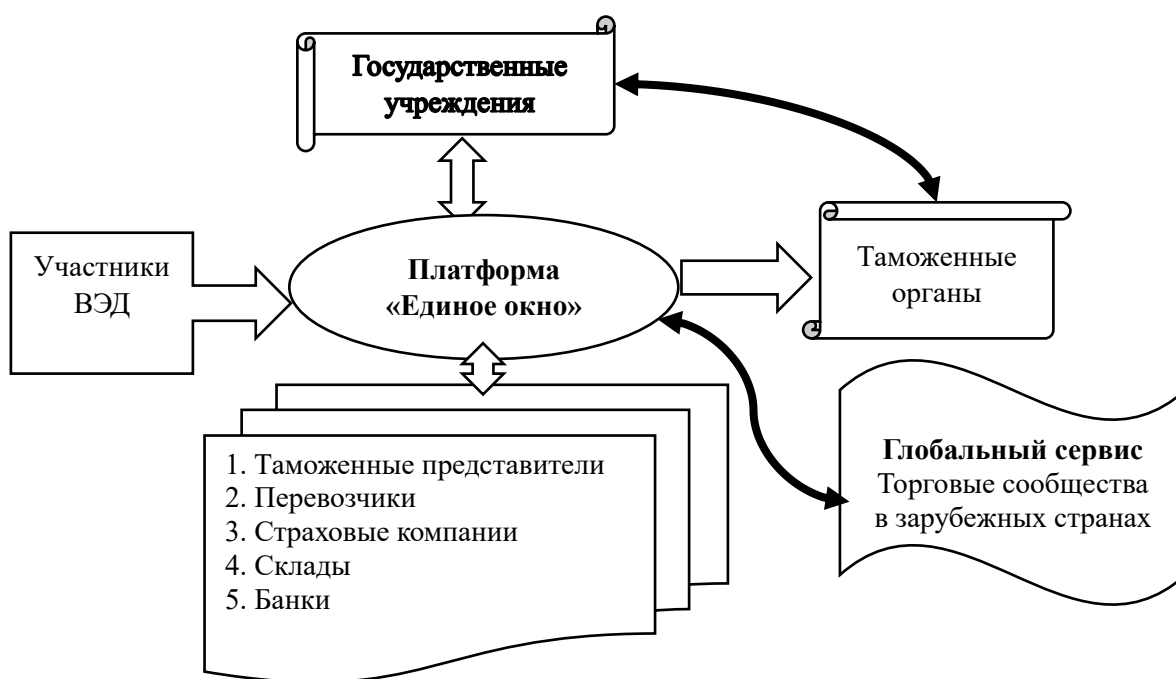 Государственные
учреждения
Участники
ВЭД
Платформа
«Единое окно»
Таможенные
органы
1. Таможенные представители
2. Перевозчики
3. Страховые компании
4. Склады
5. Банки
Глобальный сервис
Торговые сообщества
в зарубежных странах